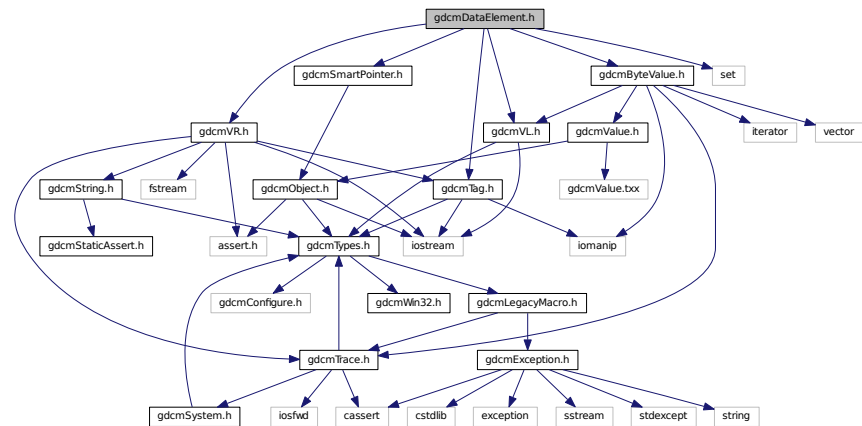 gdcmDataElement.h
gdcmSmartPointer.h
gdcmByteValue.h
set
gdcmVR.h
gdcmVL.h
gdcmValue.h
iterator
vector
gdcmString.h
fstream
gdcmObject.h
gdcmTag.h
gdcmValue.txx
gdcmStaticAssert.h
assert.h
gdcmTypes.h
iostream
iomanip
gdcmConfigure.h
gdcmWin32.h
gdcmLegacyMacro.h
gdcmTrace.h
gdcmException.h
gdcmSystem.h
iosfwd
cassert
cstdlib
exception
sstream
stdexcept
string